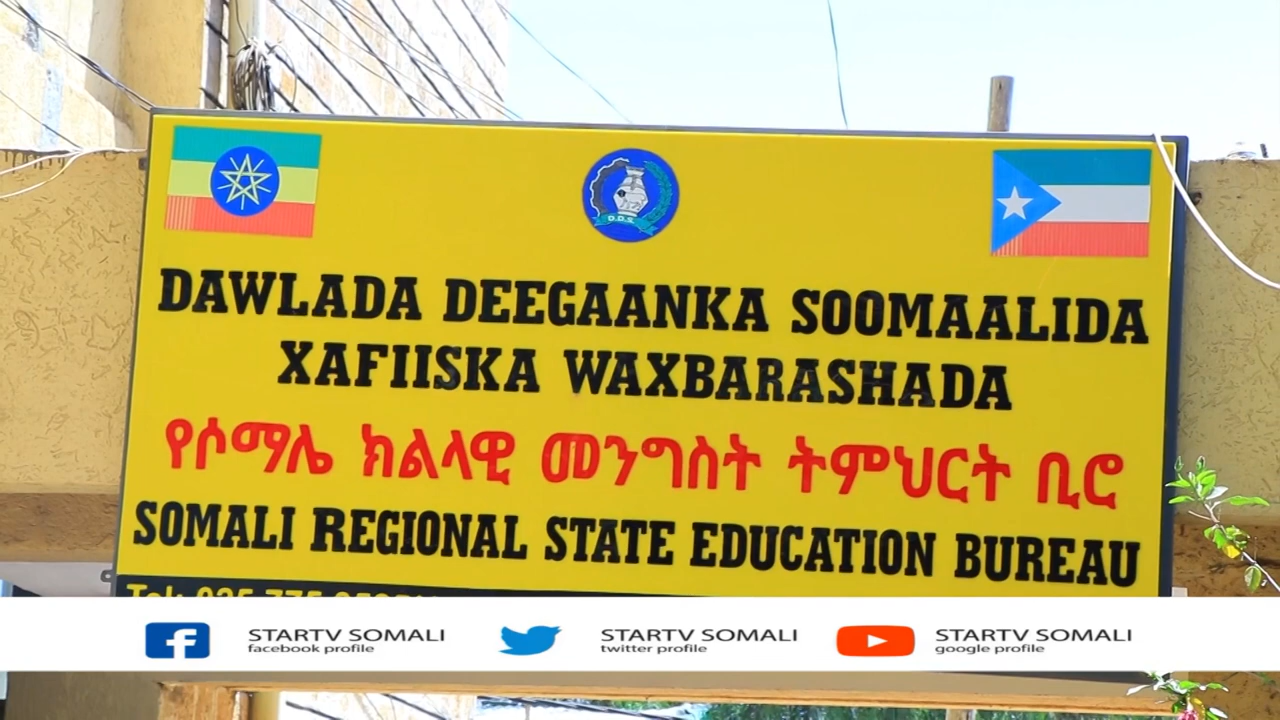 D.D.S.
DAWLADA DEEGAANKA SOOMAALIDA
XAFIISKA WAXBARASHADA
የሶማሌ ክልላዊ መንግስት ትምህርት ቢሮ
SOMALI REGIONAL STATE EDUCATION BUREAU
STARTV SOMALI
facebook profile
STARTV SOMALI
twitter profile
STARTV SOMALI
google profile